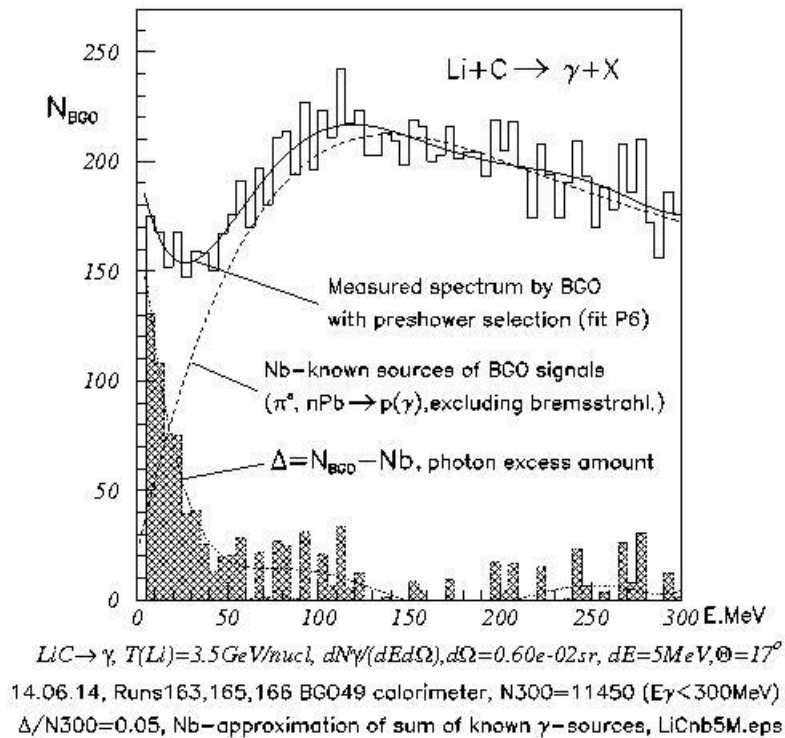 250
Li+C → γ+X
N_BGO
200
150
Measured spectrum by BGO
with preshower selection (fit P6)
Nb-known sources of BGO signals
100
(π°, nPb→p(γ),excluding bremsstrahl.)
Δ=N_BGO-Nb, photon excess amount
50
0
0 50 100 150 200 250 300 E.MeV
LiC→γ, T(Li)=3.5GeV/nucl, dNγ/(dEdΩ),dΩ=0.60e-02sr, dE=5MeV,Θ=17⁰
14.06.14, Runs163,165,166 BGO49 calorimeter, N300=11450 (Eγ<300MeV)
Δ/N300=0.05, Nb-approximation of sum of known γ-sources, LiCnb5M.eps